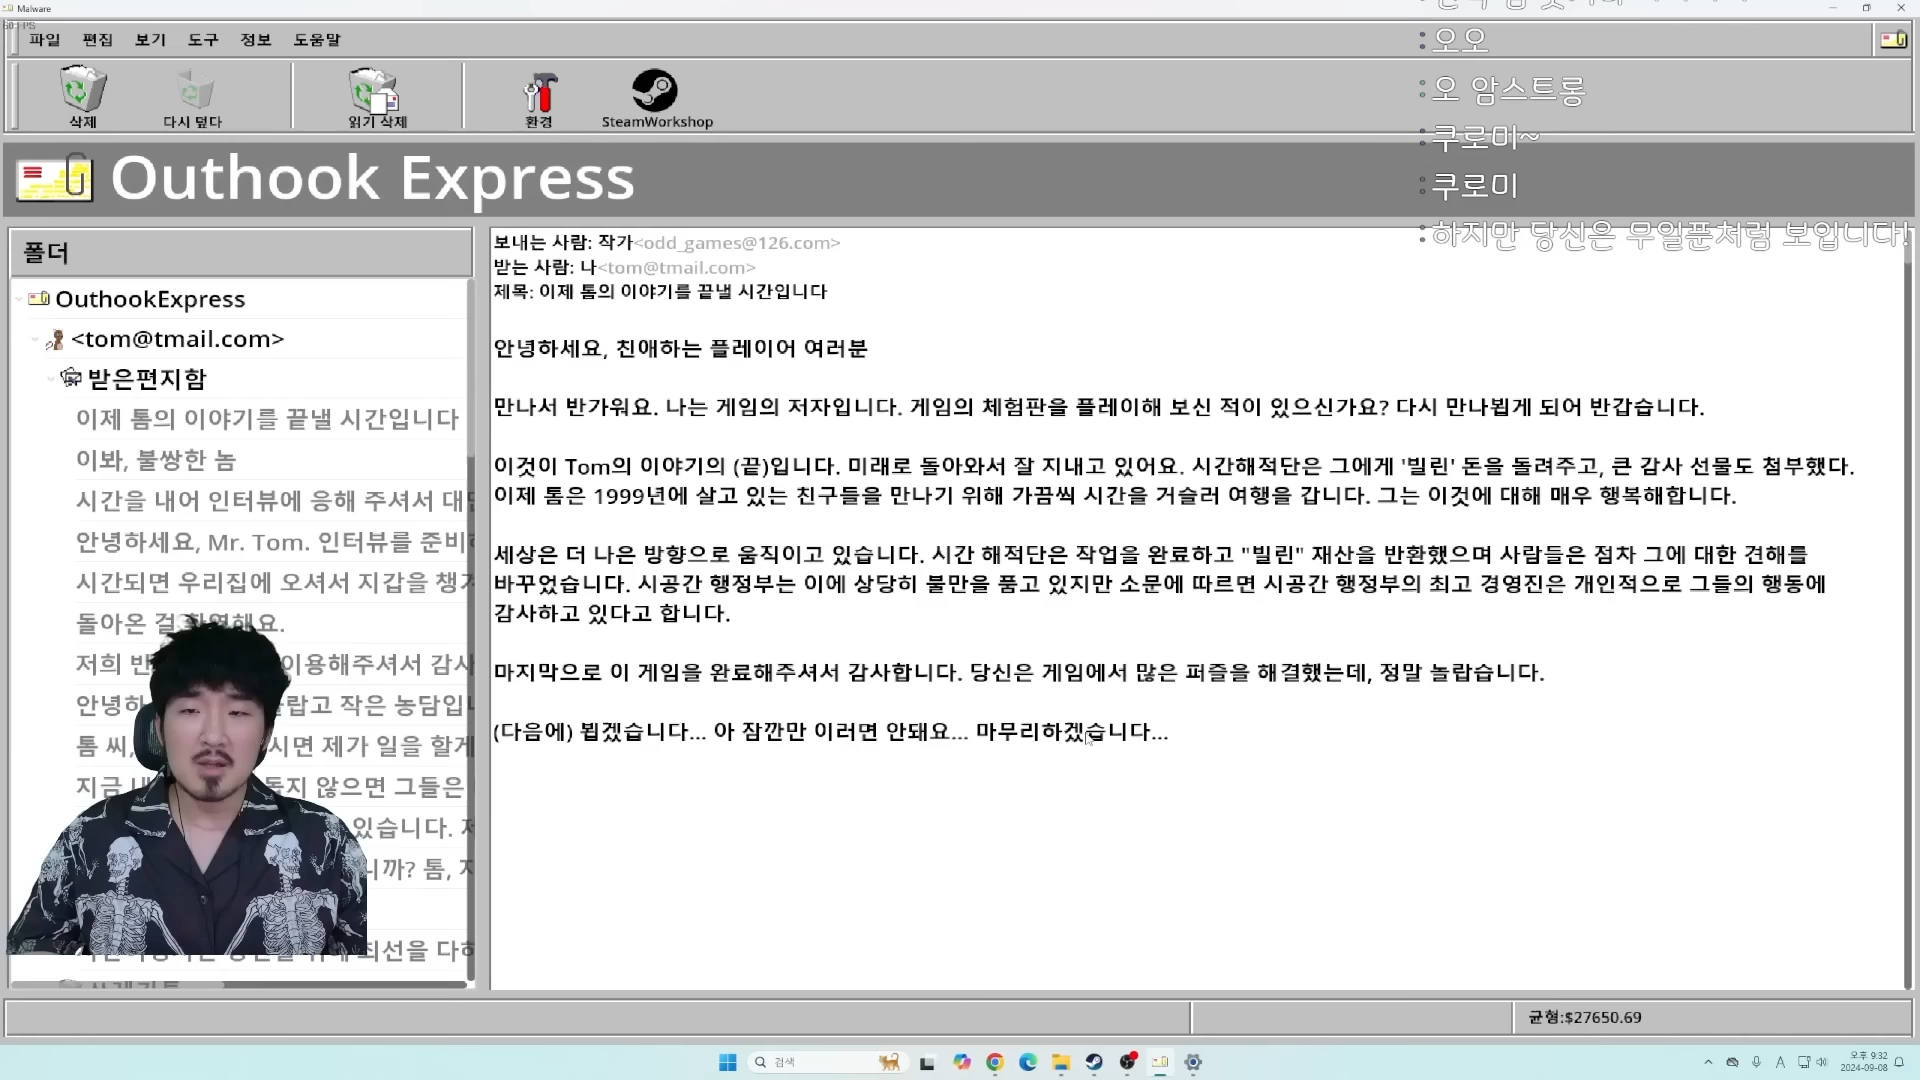 Malware
파일 편집 보기 도구 정보 도움말
삭제 다시 덮다 읽기 삭제 환경 SteamWorkshop
: 오오
: 오 암스트롱
: 쿠로미~
: 쿠로미
: 하지만 당신은 무일푼처럼 보입니다!
Outhook Express
폴더
OuthookExpress
<tom@tmail.com>
받은편지함
이제 톰의 이야기를 끝낼 시간입니다
이봐, 불쌍한 놈
시간을 내어 인터뷰에 응해 주셔서 대
안녕하세요, Mr. Tom. 인터뷰를 준비
시간되면 우리집에 오셔서 지갑을 챙겨
돌아온 걸 환영해요.
저희 반 이용해주셔서 감사
안녕하 랍고 작은 농담입니
톰 씨, 시면 제가 일을 할게
지금 내 돕지 않으면 그들은
있습니다. 저
니까? 톰, 지
최선을 다하
보내는 사람: 작가<odd_games@126.com>
받는 사람: 나<tom@tmail.com>
제목: 이제 톰의 이야기를 끝낼 시간입니다
안녕하세요, 친애하는 플레이어 여러분
만나서 반가워요. 나는 게임의 저자입니다. 게임의 체험판을 플레이해 보신 적이 있으신가요? 다시 만나뵙게 되어 반갑습니다.
이것이 Tom의 이야기의 (끝)입니다. 미래로 돌아와서 잘 지내고 있어요. 시간해적단은 그에게 '빌린' 돈을 돌려주고, 큰 감사 선물도 첨부했다.
이제 톰은 1999년에 살고 있는 친구들을 만나기 위해 가끔씩 시간을 거슬러 여행을 갑니다. 그는 이것에 대해 매우 행복해합니다.
세상은 더 나은 방향으로 움직이고 있습니다. 시간 해적단은 작업을 완료하고 "빌린" 재산을 반환했으며 사람들은 점차 그에 대한 견해를
바꾸었습니다. 시공간 행정부는 이에 상당히 불만을 품고 있지만 소문에 따르면 시공간 행정부의 최고 경영진은 개인적으로 그들의 행동에
감사하고 있다고 합니다.
마지막으로 이 게임을 완료해주셔서 감사합니다. 당신은 게임에서 많은 퍼즐을 해결했는데, 정말 놀랍습니다.
(다음에) 뵙겠습니다... 아 잠깐만 이러면 안돼요... 마무리하겠습니다...
균형:$27650.69
검색
A
오후 9:32
2024-09-08